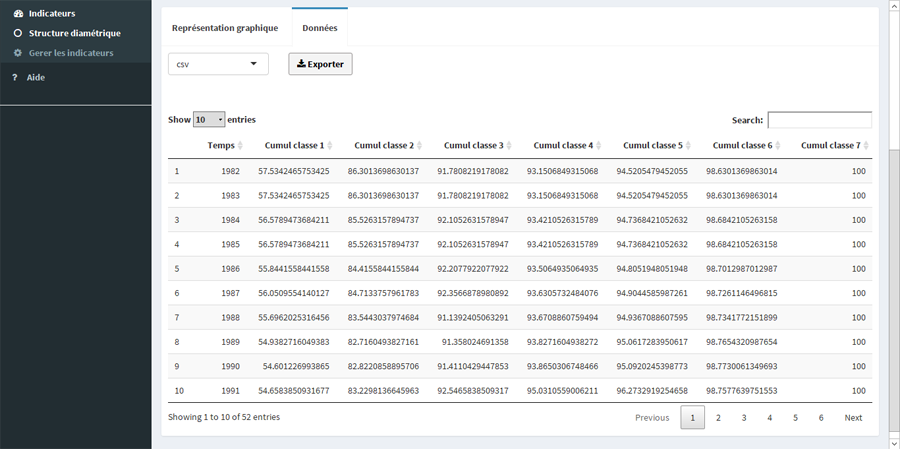 Indicateurs
Structure diamétrique
Gerer les indicateurs
? Aide
Représentation graphique Données
csv Exporter
Show 10 entries Search:
Temps Cumul classe 1 Cumul classe 2 Cumul classe 3 Cumul classe 4 Cumul classe 5 Cumul classe 6 Cumul classe 7
1 1982 57.5342465753425 86.3013698630137 91.7808219178082 93.1506849315068 94.5205479452055 98.6301369863014 100
2 1983 57.5342465753425 86.3013698630137 91.7808219178082 93.1506849315068 94.5205479452055 98.6301369863014 100
3 1984 56.5789473684211 85.5263157894737 92.1052631578947 93.4210526315789 94.7368421052632 98.6842105263158 100
4 1985 56.5789473684211 85.5263157894737 92.1052631578947 93.4210526315789 94.7368421052632 98.6842105263158 100
5 1986 55.8441558441558 84.4155844155844 92.2077922077922 93.5064935064935 94.8051948051948 98.7012987012987 100
6 1987 56.0509554140127 84.7133757961783 92.3566878980892 93.6305732484076 94.9044585987261 98.7261146496815 100
7 1988 55.6962025316456 83.5443037974684 91.1392405063291 93.6708860759494 94.9367088607595 98.7341772151899 100
8 1989 54.9382716049383 82.7160493827161 91.358024691358 93.8271604938272 95.0617283950617 98.7654320987654 100
9 1990 54.601226993865 82.8220858895706 91.4110429447853 93.8650306748466 95.0920245398773 98.7730061349693 100
10 1991 54.6583850931677 83.2298136645963 92.5465838509317 95.0310559006211 96.2732919254658 98.7577639751553 100
Showing 1 to 10 of 52 entries Previous 1 2 3 4 5 6 Next